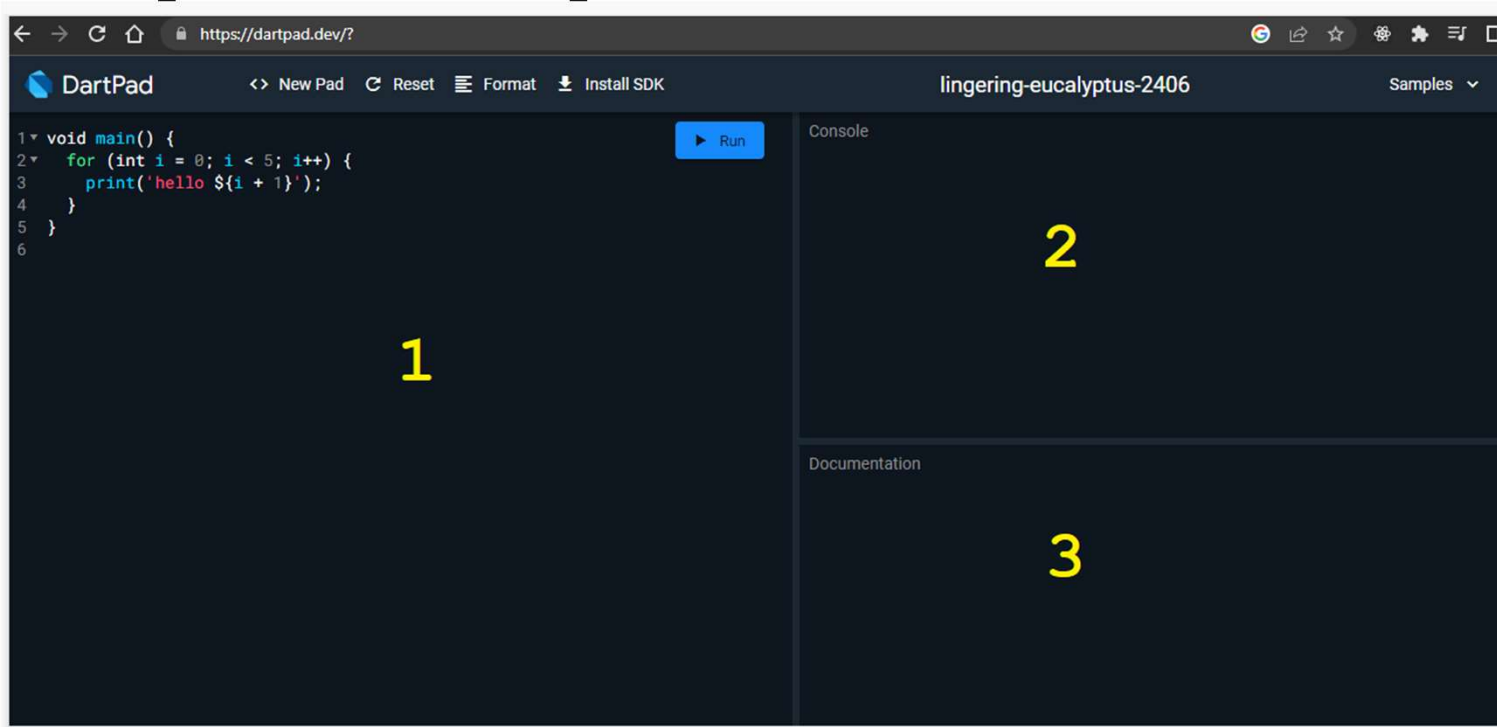 https://dartpad.dev/?
DartPad
<> New Pad
Reset
Format
Install SDK
lingering-eucalyptus-2406
Samples
1 void main() {
2   for (int i = 0; i < 5; i++) {
3     print('hello ${i + 1}');
4   }
5 }
6
Run
1
Console
2
Documentation
3